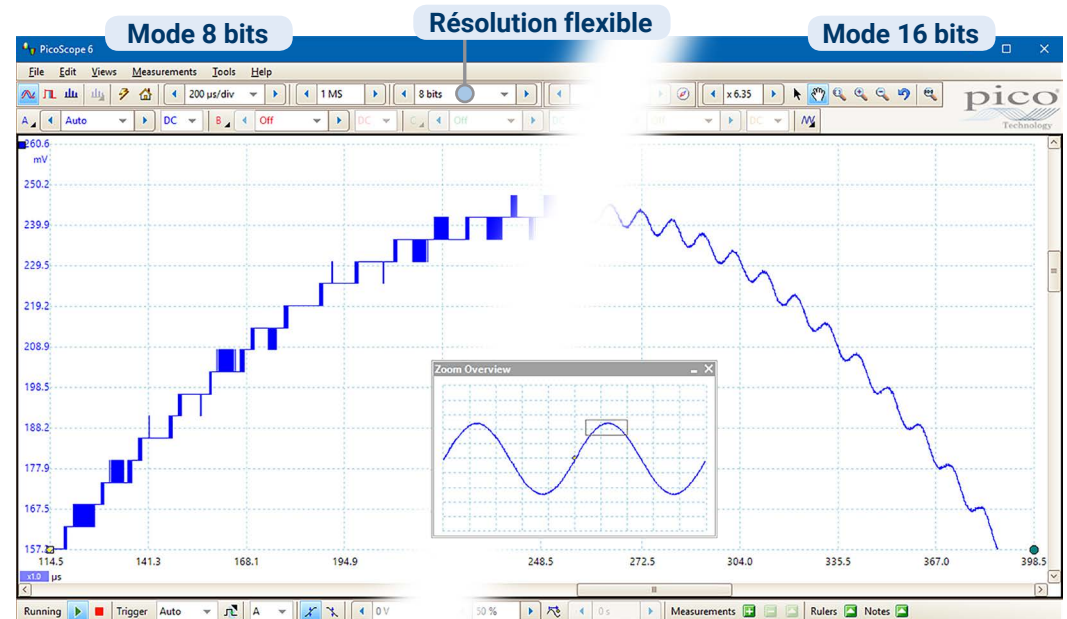 Mode 8 bits
Résolution flexible
Mode 16 bits
PicoScope 6
File Edit Views Measurements Tools Help
200 µs/div 1 MS 8 bits x 6.35
pico
Technology
A Auto DC B Off DC C Off
260.6
mV
250.2
239.9
229.5
219.2
208.9
198.5
188.2
177.9
167.5
Zoom Overview
114.5 141.3 168.1 194.9 248.5 272.5 304.0 335.5 367.0 398.5
x1.0 µs
Running Trigger Auto A 0 V 50 % 0 s Measurements Rulers Notes